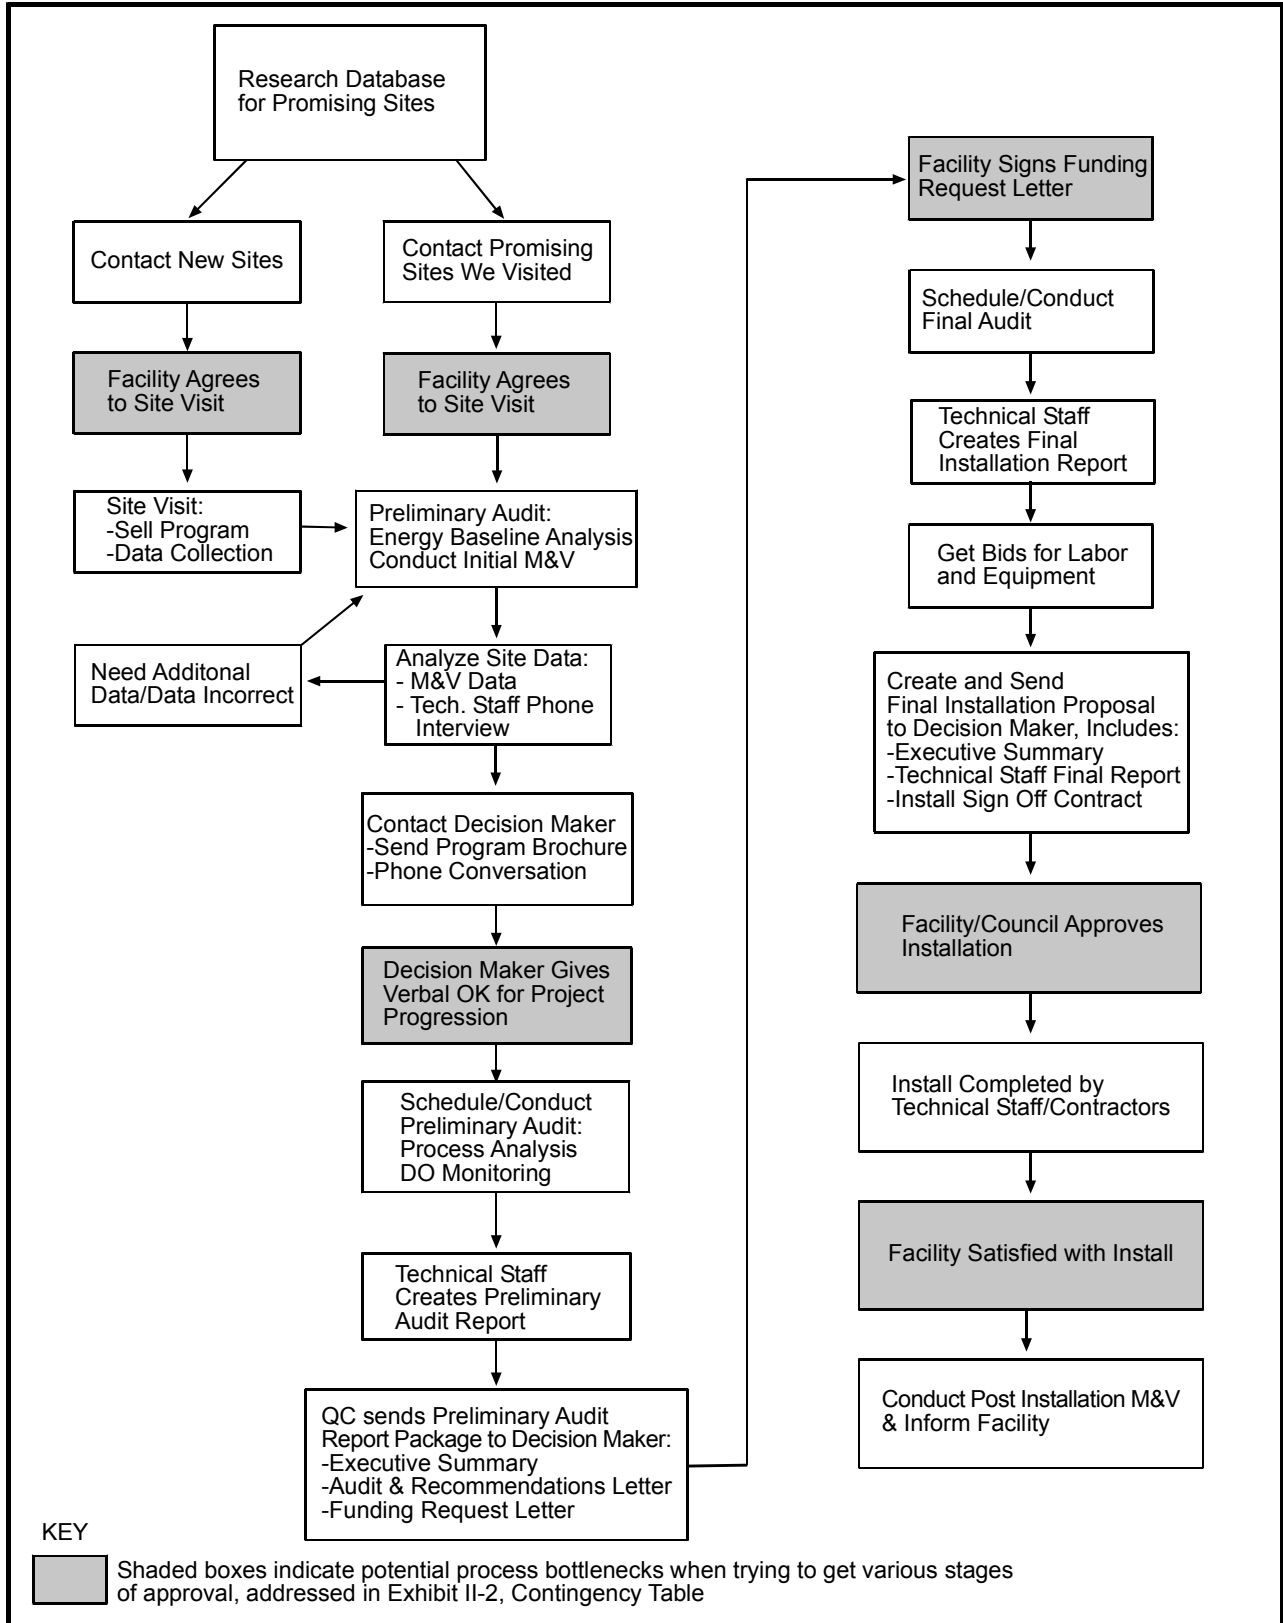 Research Database
for Promising Sites
Contact New Sites
Contact Promising
Sites We Visited
Facility Agrees
to Site Visit
Facility Agrees
to Site Visit
Site Visit:
-Sell Program
-Data Collection
Preliminary Audit:
Energy Baseline Analysis
Conduct Initial M&V
Need Additonal
Data/Data Incorrect
Analyze Site Data:
- M&V Data
- Tech. Staff Phone
Interview
Contact Decision Maker
-Send Program Brochure
-Phone Conversation
Decision Maker Gives
Verbal OK for Project
Progression
Schedule/Conduct
Preliminary Audit:
Process Analysis
DO Monitoring
Technical Staff
Creates Preliminary
Audit Report
QC sends Preliminary Audit
Report Package to Decision Maker:
-Executive Summary
-Audit & Recommendations Letter
-Funding Request Letter
Facility Signs Funding
Request Letter
Schedule/Conduct
Final Audit
Technical Staff
Creates Final
Installation Report
Get Bids for Labor
and Equipment
Create and Send
Final Installation Proposal
to Decision Maker, Includes:
-Executive Summary
-Technical Staff Final Report
-Install Sign Off Contract
Facility/Council Approves
Installation
Install Completed by
Technical Staff/Contractors
Facility Satisfied with Install
Conduct Post Installation M&V
& Inform Facility
KEY
Shaded boxes indicate potential process bottlenecks when trying to get various stages
of approval, addressed in Exhibit II-2, Contingency Table